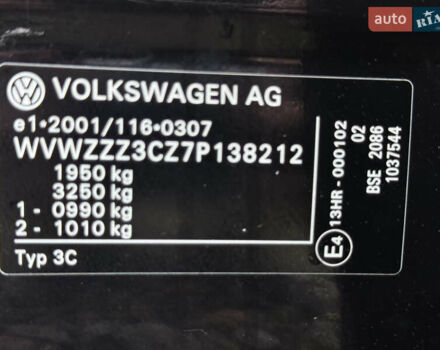 auto RIA
VOLKSWAGEN AG
e1*2001/116*0307
WVWZZZ3CZ7P138212
1950 kg
3250 kg
1 - 0990 kg
2 - 1010 kg
Typ 3C
E4 13HR - 000102
02
BSE 2086
1037544